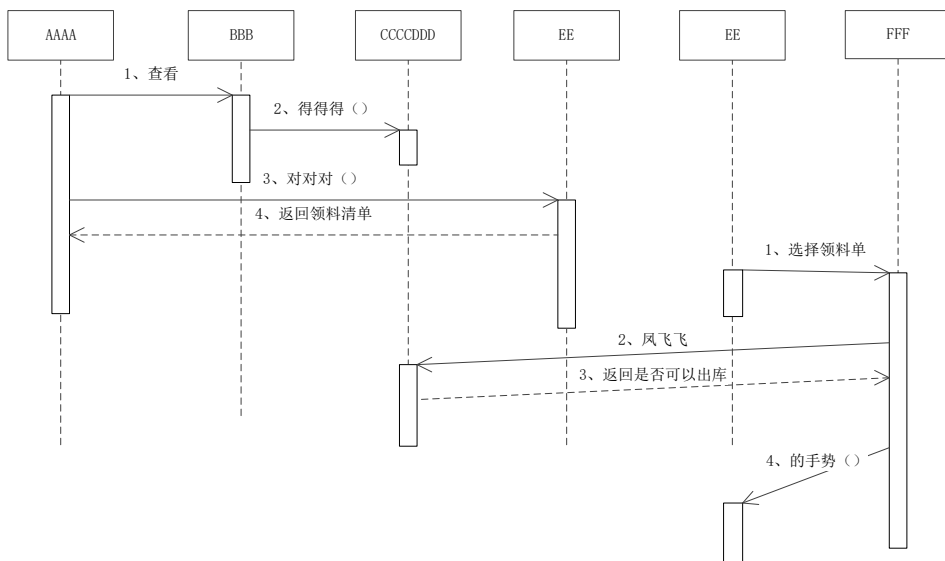 AAAA
BBB
CCCCDDD
EE
EE
FFF
1、查看
2、得得得（）
3、对对对（）
4、返回领料清单
1、选择领料单
2、凤飞飞
3、返回是否可以出库
4、的手势（）